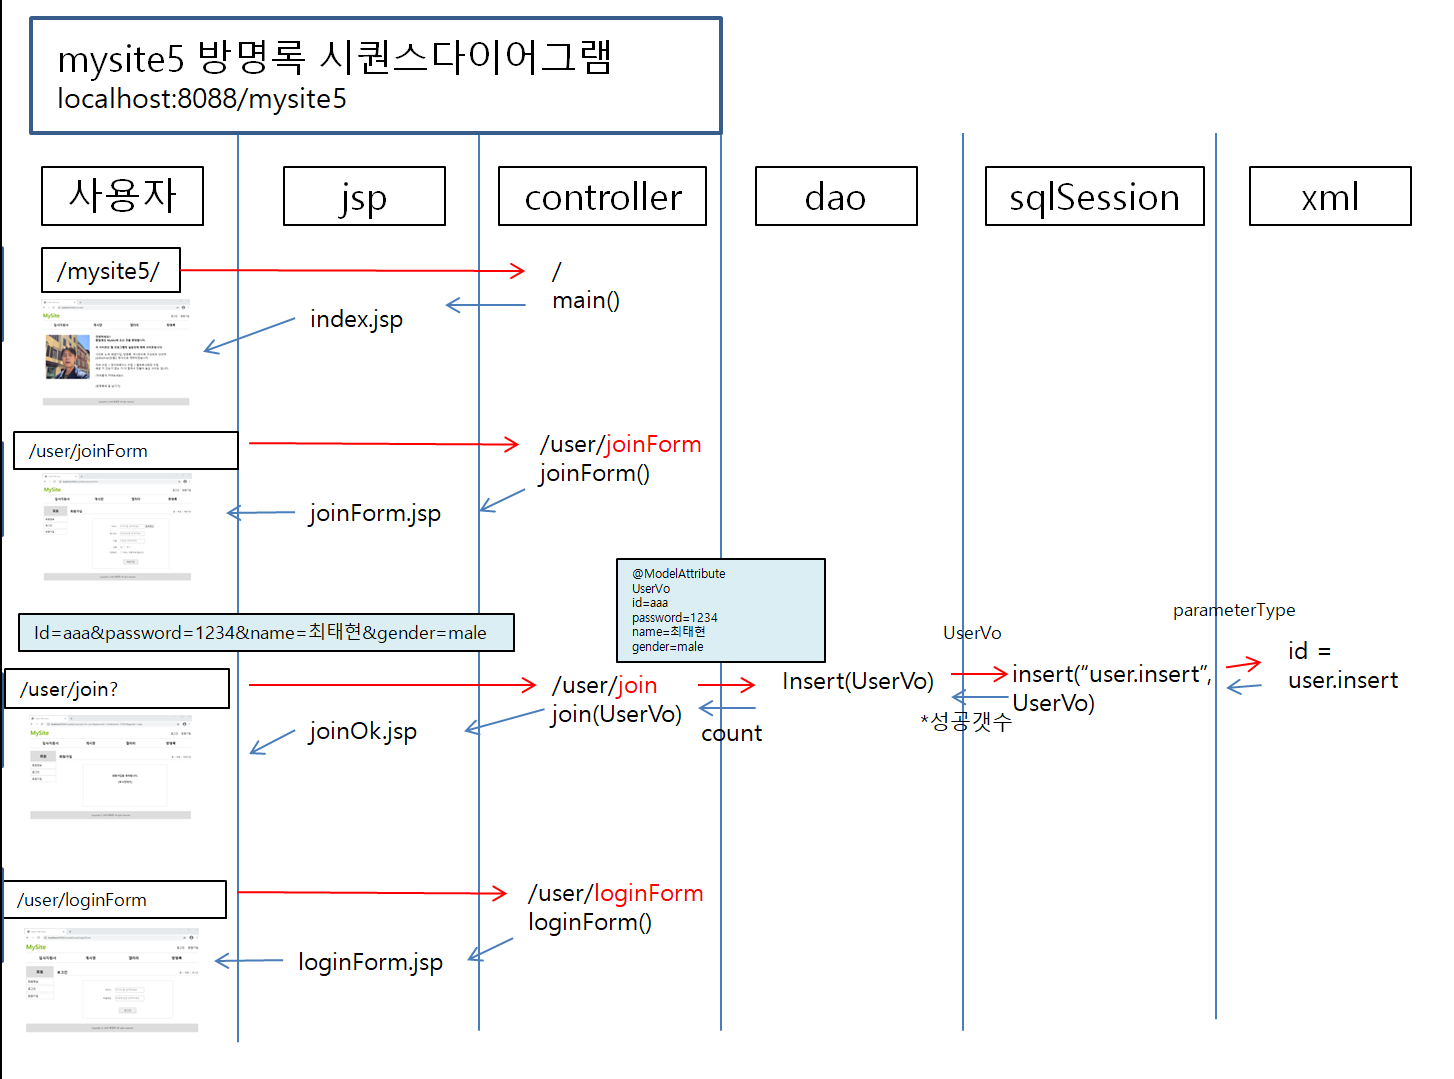 mysite5 방명록 시퀀스다이어그램
localhost:8088/mysite5
사용자
jsp
controller
dao
sqlSession
xml
/mysite5/
/
main()
index.jsp
MySite
/user/joinForm
/user/joinForm
joinForm()
joinForm.jsp
MySite
@ModelAttribute
UserVo
id=aaa
password=1234
name=최태현
gender=male
Id=aaa&password=1234&name=최태현&gender=male
/user/join?
/user/join
join(UserVo)
joinOk.jsp
count
Insert(UserVo)
UserVo
insert(“user.insert”,
UserVo)
*성공갯수
parameterType
id =
user.insert
MySite
/user/loginForm
/user/loginForm
loginForm()
loginForm.jsp
MySite